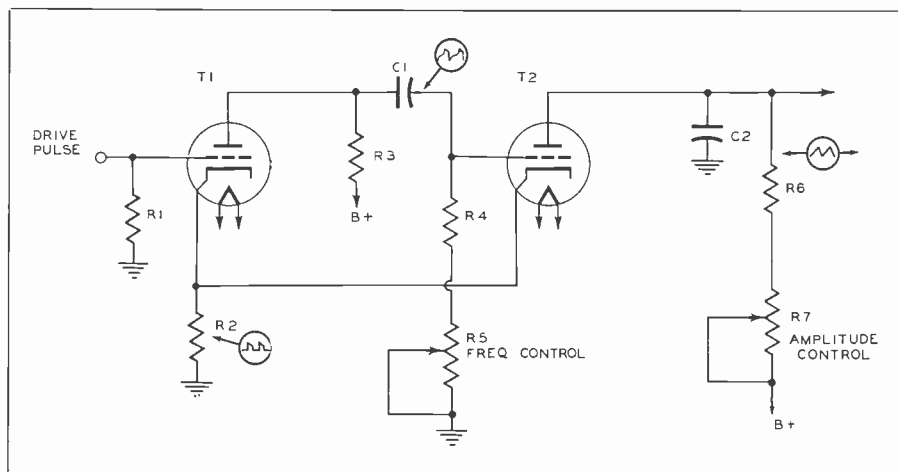 T1
C1
T2
DRIVE
PULSE
R1
R3
B+
R4
C2
R6
R2
R5
FREQ CONTROL
R7
AMPLITUDE
CONTROL
B+